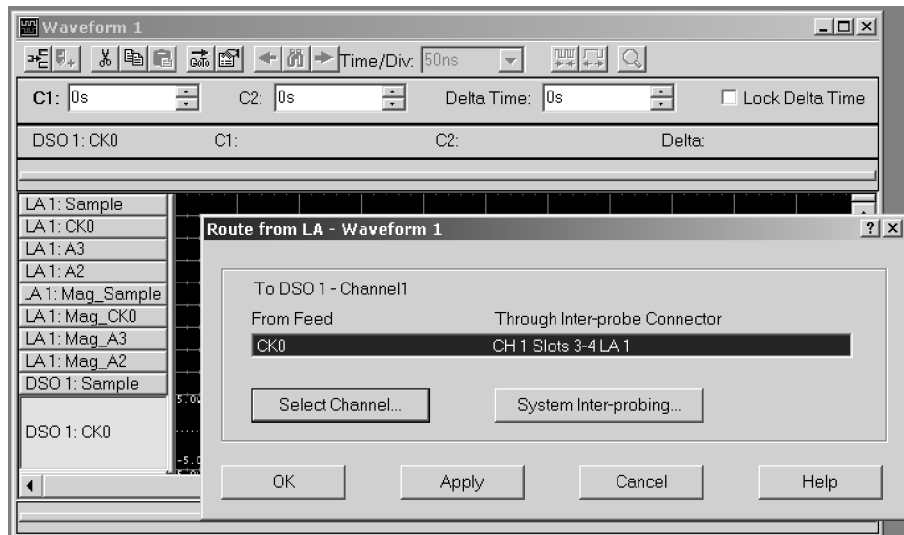 Waveform 1
GOTO
Time/Div: 50ns
C1: 0s C2: 0s Delta Time: 0s Lock Delta Time
DSO 1: CK0 C1: C2: Delta:
LA 1: Sample
LA 1: CK0
LA 1: A3
LA 1: A2
A 1: Mag_Sample
LA 1: Mag_CK0
LA 1: Mag_A3
LA 1: Mag_A2
DSO 1: Sample
DSO 1: CK0
Route from LA - Waveform 1
To DSO 1 - Channel1
From Feed Through Inter-probe Connector
CK0 CH 1 Slots 3-4 LA 1
Select Channel... System Inter-probing...
OK Apply Cancel Help